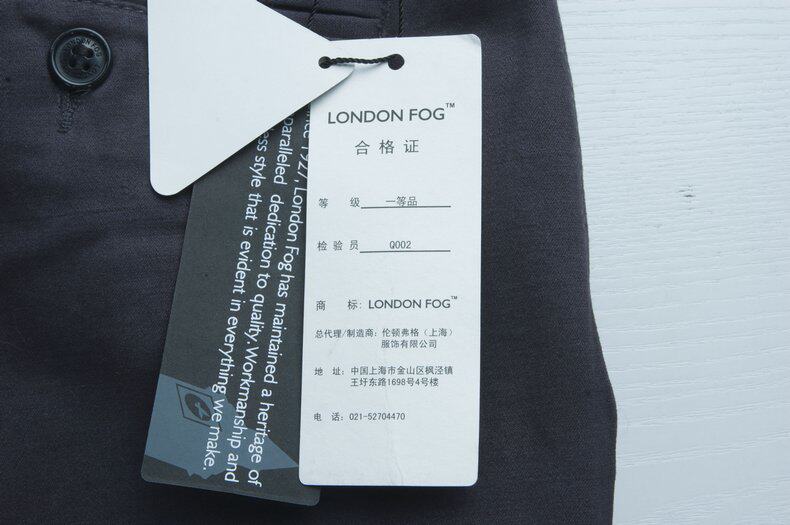 LONDON FOG
LONDON FOG™
合格证
等 级 一等品
检验员 Q002
商 标: LONDON FOG™
总代理/制造商: 伦顿弗格（上海）
服饰有限公司
地 址: 中国上海市金山区枫泾镇
王圩东路1698号4号楼
电 话: 021-52704470
1927, London Fog has maintained a heritage of
paralleled dedication to quality. Workmanship and
style that is evident in everything we make.